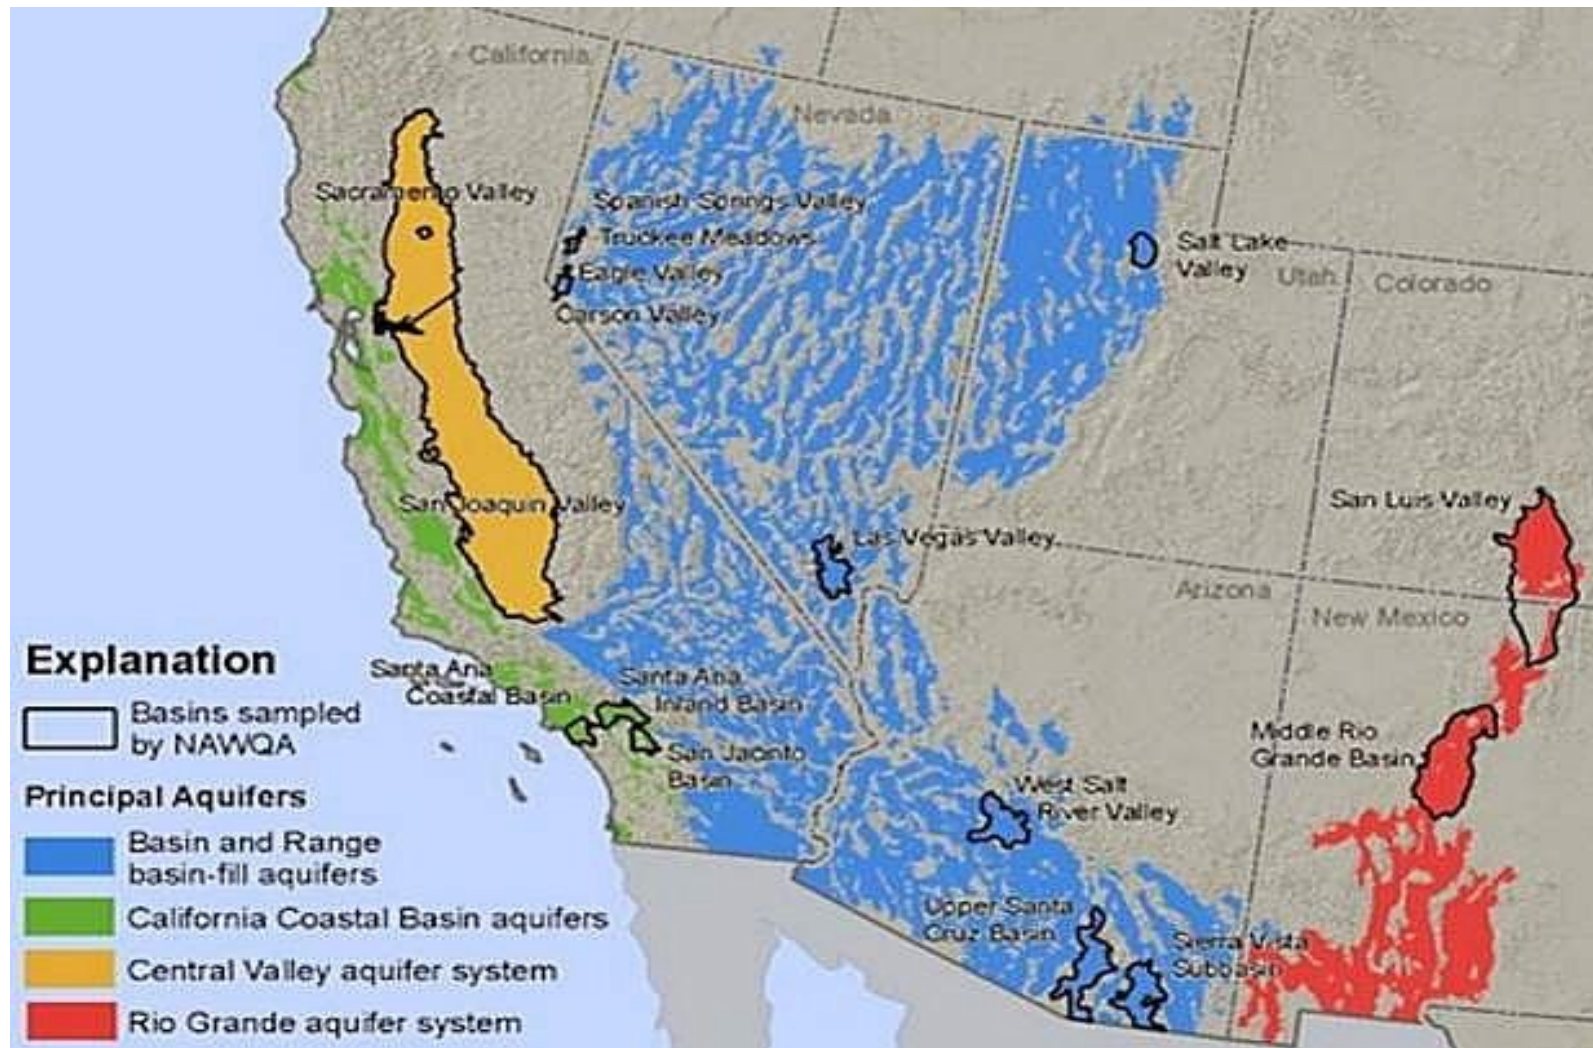 California
Nevada
Sacramento Valley
Spanish Springs Valley
Truckee Meadows
Eagle Valley
Carson Valley
Salt Lake
Valley
Utah
Colorado
San Joaquin Valley
Las Vegas Valley
San Luis Valley
Arizona
New Mexico
Santa Ana
Coastal Basin
Santa Ana
Inland Basin
San Jacinto
Basin
Middle Rio
Grande Basin
West Salt
River Valley
Upper Santa
Cruz Basin
Sierra Vista
Subbasin
Explanation
Basins sampled
by NAWQA
Principal Aquifers
Basin and Range
basin-fill aquifers
California Coastal Basin aquifers
Central Valley aquifer system
Rio Grande aquifer system